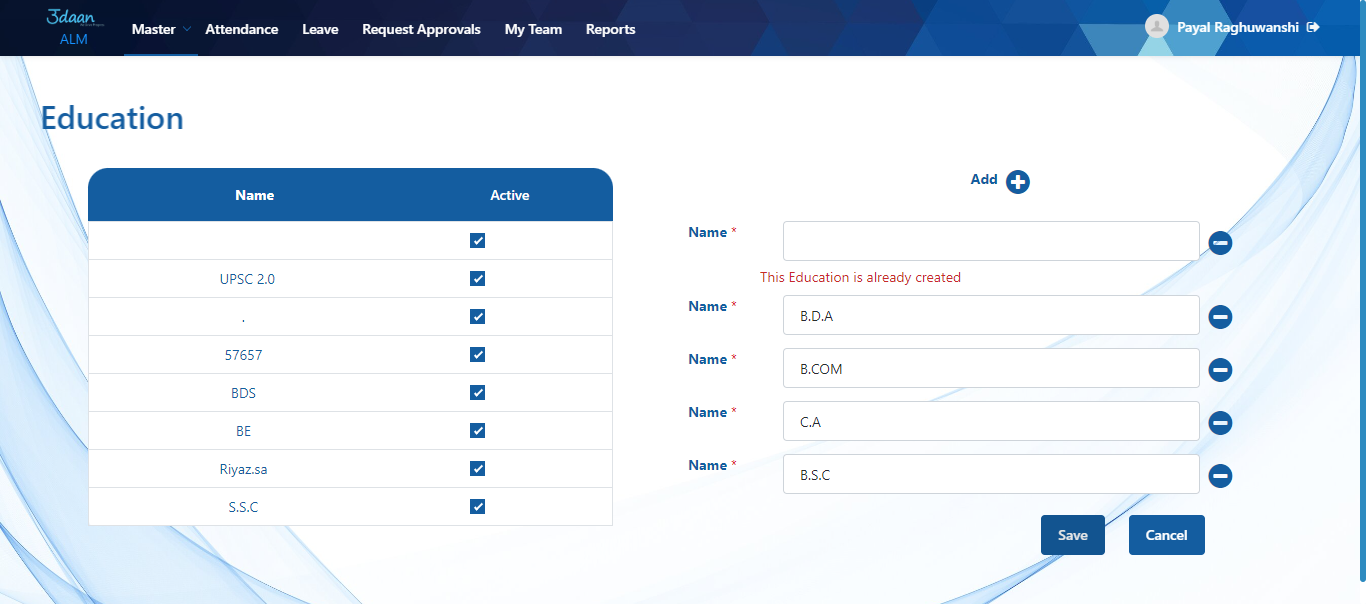 उdaan
ALM
Master Attendance Leave Request Approvals My Team Reports
Payal Raghuwanshi
Education
Name Active
UPSC 2.0
.
57657
BDS
BE
Riyaz.sa
S.S.C
Add
Name *
This Education is already created
Name * B.D.A
Name * B.COM
Name * C.A
Name * B.S.C
Save Cancel